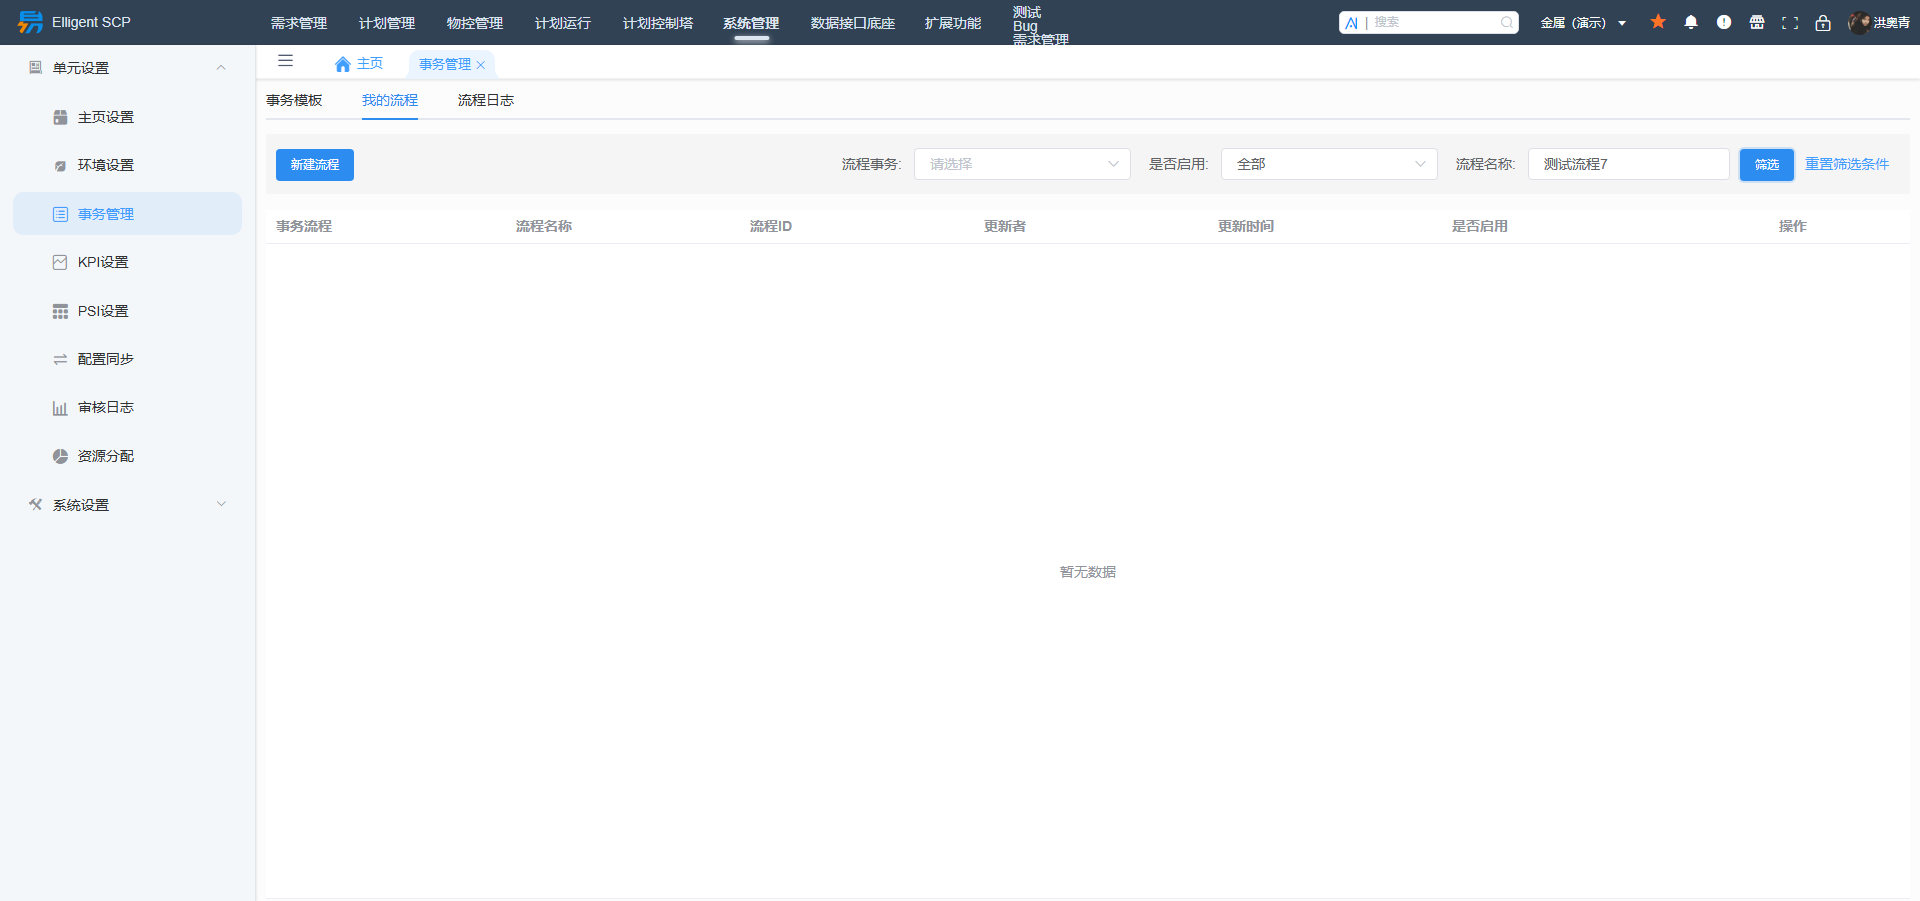 Elligent SCP
需求管理 计划管理 物控管理 计划运行 计划控制塔 系统管理 数据接口底座 扩展功能
测试
Bug
需求管理
AI | 搜索
金属（演示）
洪奥青
单元设置
主页设置
环境设置
事务管理
KPI设置
PSI设置
配置同步
审核日志
资源分配
系统设置
主页 事务管理
事务模板 我的流程 流程日志
新建流程 流程事务: 请选择 是否启用: 全部 流程名称: 测试流程7 筛选 重置筛选条件
事务流程 流程名称 流程ID 更新者 更新时间 是否启用 操作
暂无数据